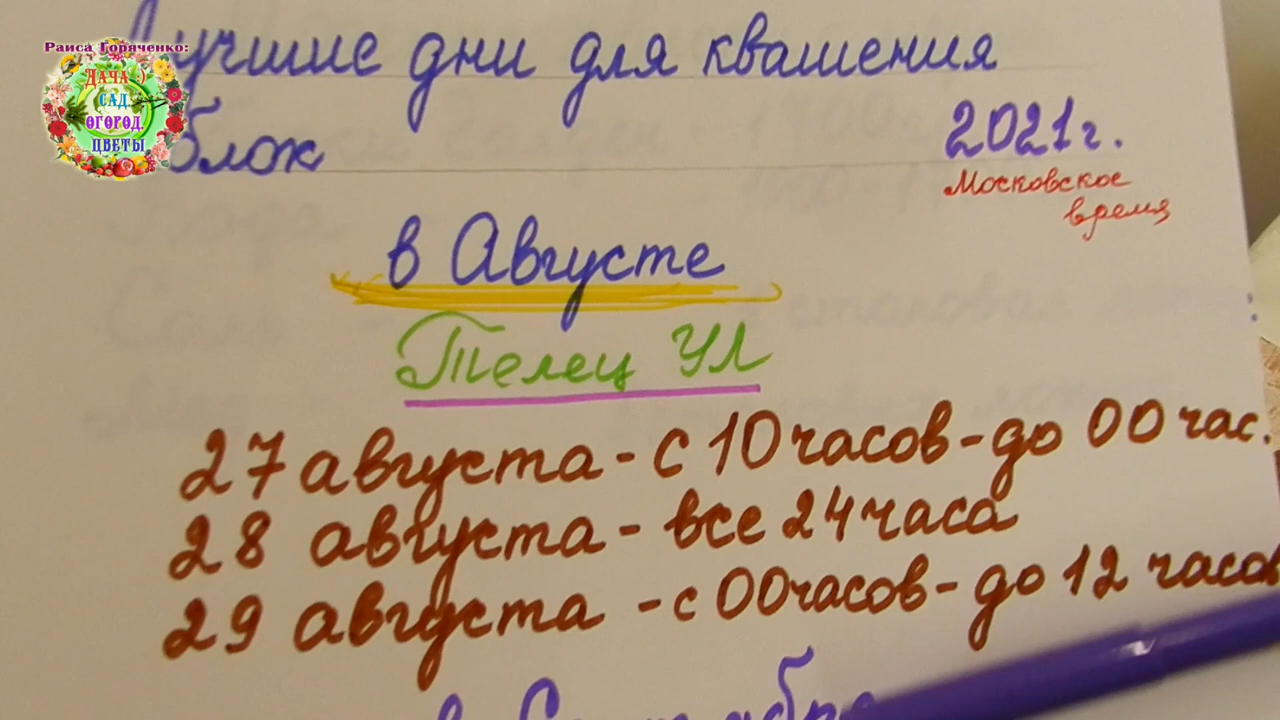 Раиса Горяченко:
ДАЧА :)
САД.
ОГОРОД.
ЦВЕТЫ
Лучшие дни для квашения
яблок
2021г.
Московское
время
в Августе
Телец УЛ
27 августа - с 10 часов - до 00 час.
28 августа - все 24 часа
29 августа - с 00 часов - до 12 часов
в Сентябре